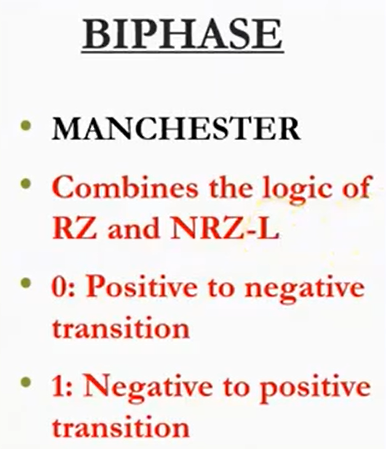 BIPHASE
• MANCHESTER
• Combines the logic of
RZ and NRZ-L
• 0: Positive to negative
transition
• 1: Negative to positive
transition